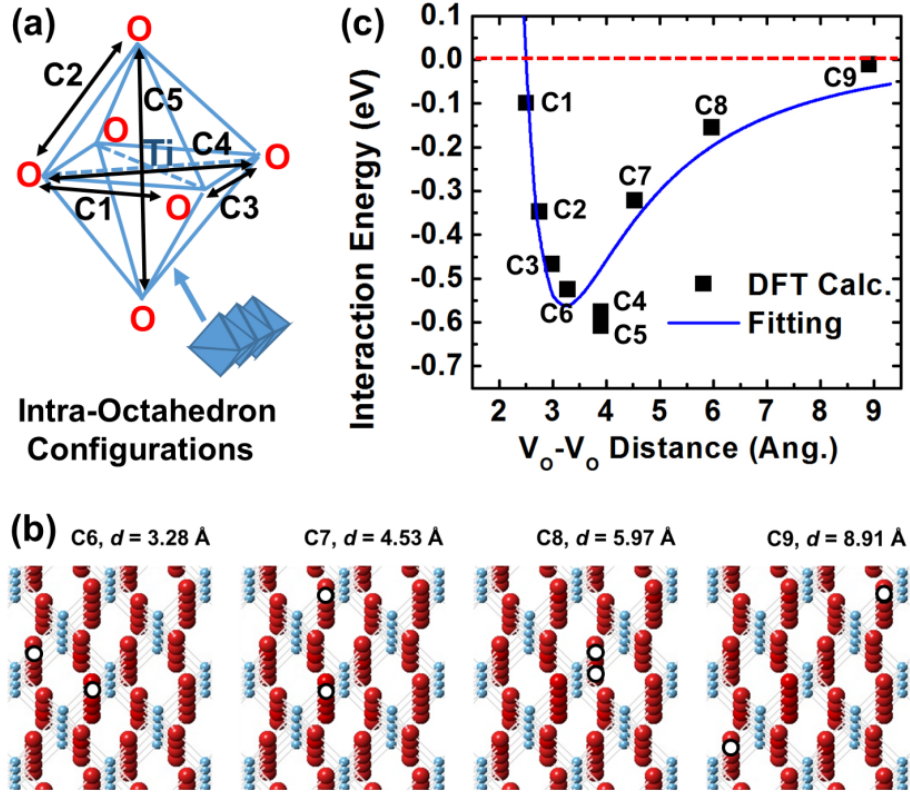 (a)
O
C2
C5
O
C4
Ti
O
O
C1
O
C3
O
Intra-Octahedron
Configurations
(c)
Interaction Energy (eV)
0.1
0.0
-0.1
-0.2
-0.3
-0.4
-0.5
-0.6
-0.7
C1
C2
C3
C6
C4
C5
C7
C8
C9
DFT Calc.
Fitting
2 3 4 5 6 7 8 9
Vo-Vo Distance (Ang.)
(b)
C6, d = 3.28 Å
C7, d = 4.53 Å
C8, d = 5.97 Å
C9, d = 8.91 Å